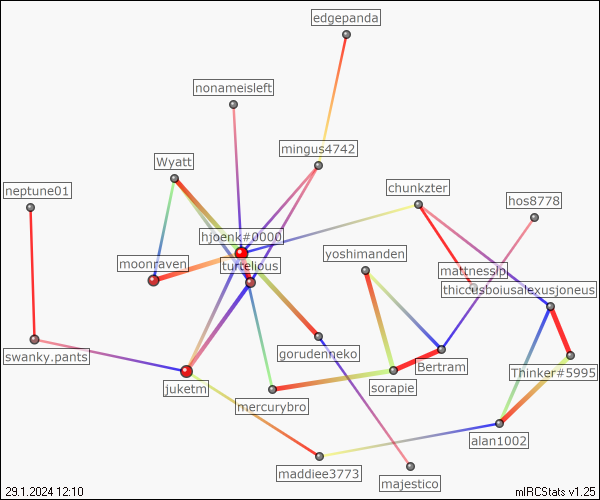 edgepanda
nonameisleft
mingus4742
Wyatt
chunkzter
neptune01
hos8778
hjoenk#0000
yoshimanden
moonraven
turtelious
mattnesslp
thiccusboiusalexusjoneus
swanky.pants
gorudenneko
Bertram
Thinker#5995
juketm
sorapie
mercurybro
alan1002
maddiee3773
majestico
29.1.2024 12:10
mIRCStats v1.25